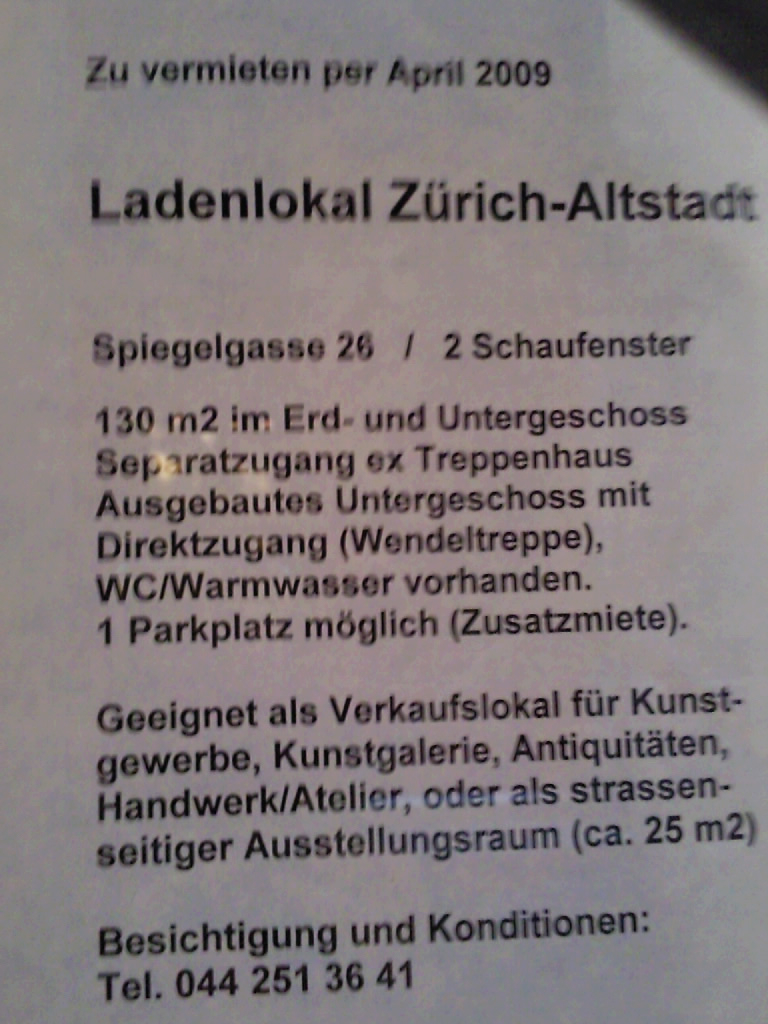 Zu vermieten per April 2009
Ladenlokal Zürich-Altstadt
Spiegelgasse 26 / 2 Schaufenster
130 m2 im Erd- und Untergeschoss
Separatzugang ex Treppenhaus
Ausgebautes Untergeschoss mit
Direktzugang (Wendeltreppe),
WC/Warmwasser vorhanden.
1 Parkplatz möglich (Zusatzmiete).
Geeignet als Verkaufslokal für Kunst-
gewerbe, Kunstgalerie, Antiquitäten,
Handwerk/Atelier, oder als strassen-
seitiger Ausstellungsraum (ca. 25 m2)
Besichtigung und Konditionen:
Tel. 044 251 36 41